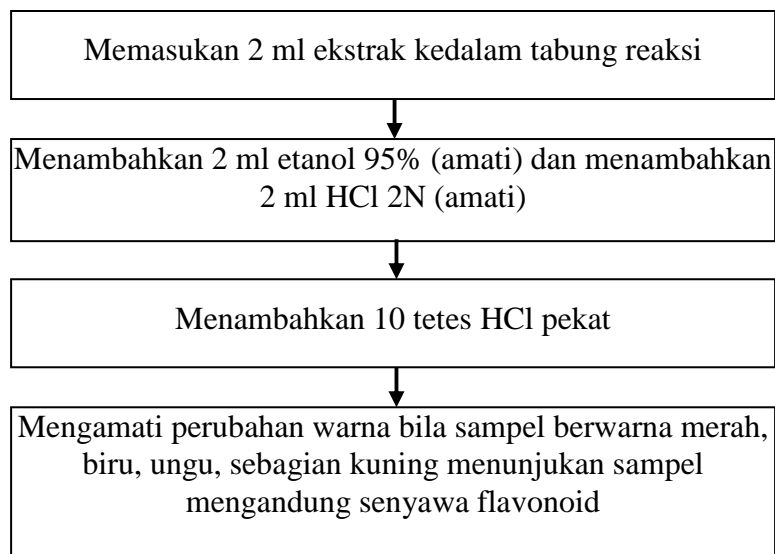 Memasukan 2 ml ekstrak kedalam tabung reaksi
Menambahkan 2 ml etanol 95% (amati) dan menambahkan
2 ml HCl 2N (amati)
Menambahkan 10 tetes HCl pekat
Mengamati perubahan warna bila sampel berwarna merah,
biru, ungu, sebagian kuning menunjukan sampel
mengandung senyawa flavonoid